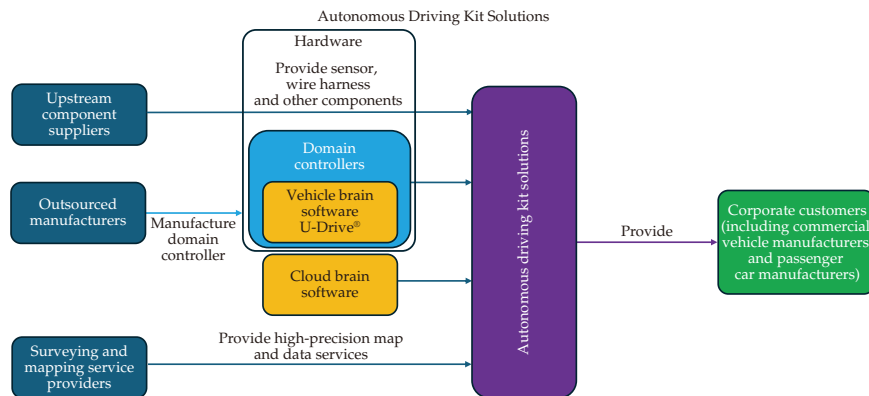 Autonomous Driving Kit Solutions
Hardware
Provide sensor,
wire harness
and other components
Upstream
component
suppliers
Domain
controllers
Vehicle brain
software
U-Drive®
Outsourced
manufacturers
Manufacture
domain
controller
Cloud brain
software
Surveying and
mapping service
providers
Provide high-precision map
and data services
Autonomous driving kit solutions
Provide
Corporate customers
(including commercial
vehicle manufacturers
and passenger
car manufacturers)